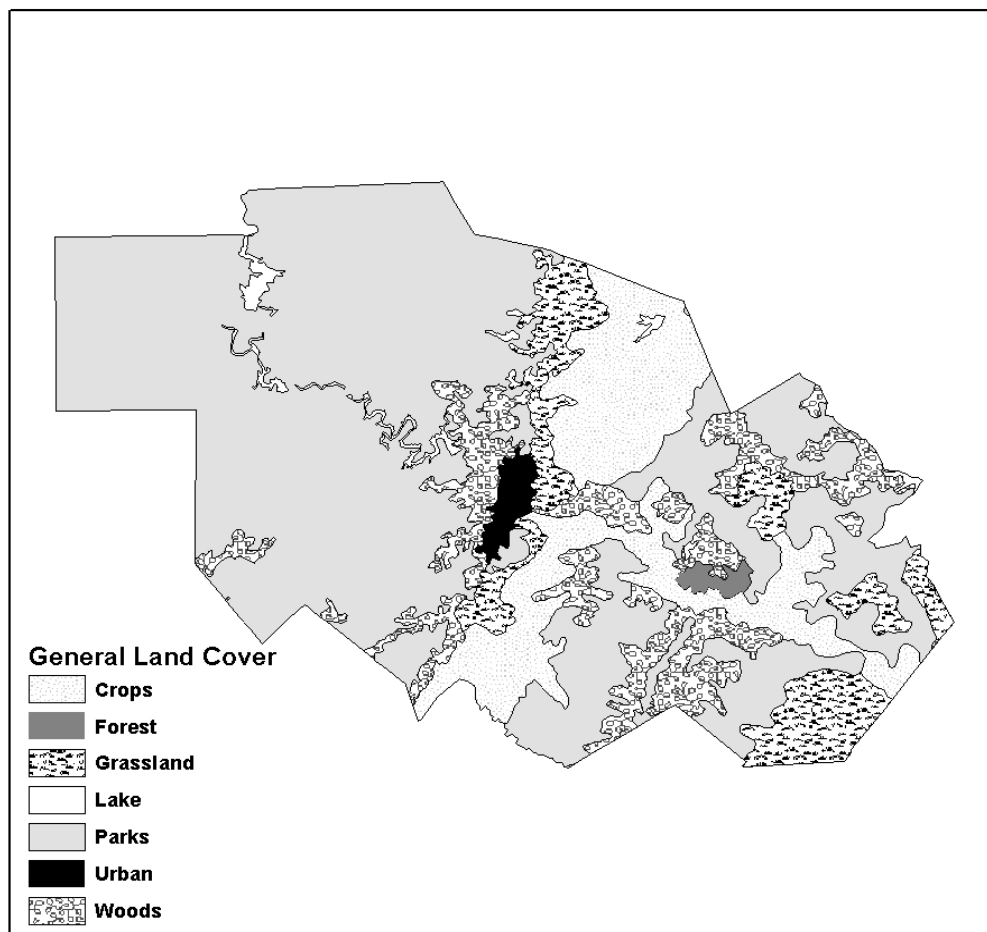 General Land Cover
Crops
Forest
Grassland
Lake
Parks
Urban
Woods